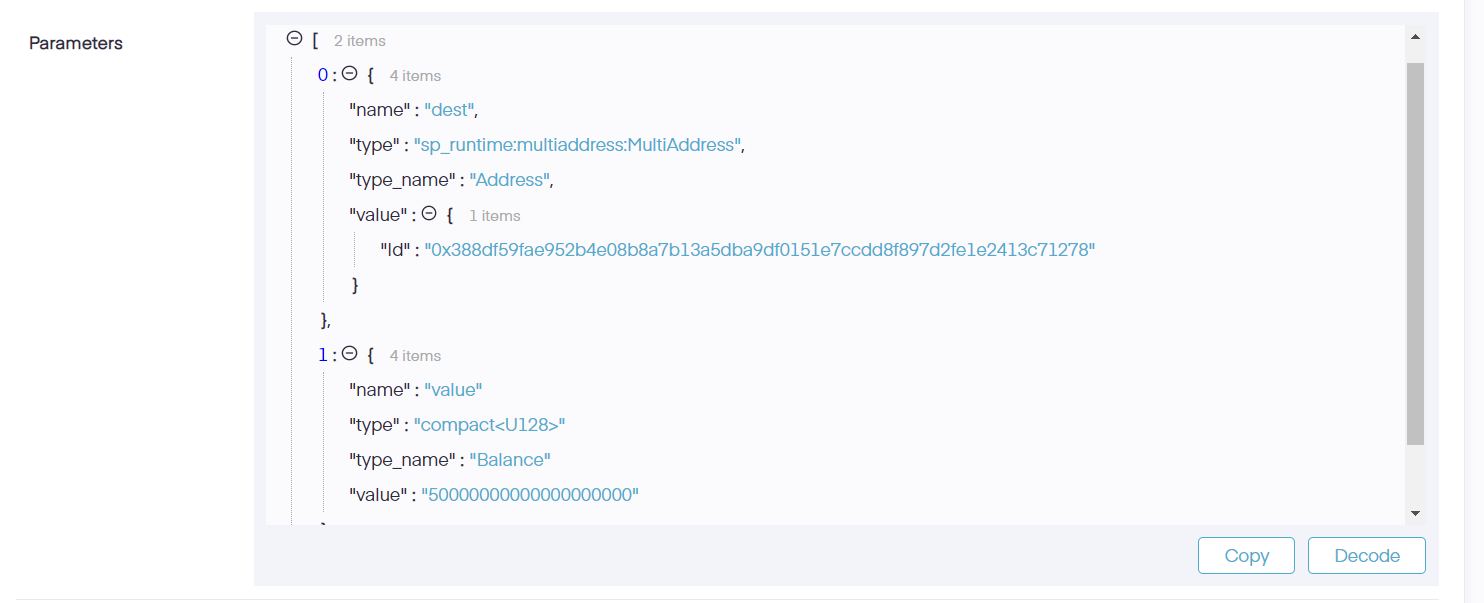 Parameters
[ 2 items
0 : { 4 items
"name" : "dest",
"type" : "sp_runtime:multiaddress:MultiAddress",
"type_name" : "Address",
"value" : { 1 items
"Id" : "0x388df59fae952b4e08b8a7b13a5dba9df0151e7ccdd8f897d2fe1e2413c71278"
}
},
1 : { 4 items
"name" : "value"
"type" : "compact<U128>"
"type_name" : "Balance"
"value" : "50000000000000000000"
Copy Decode